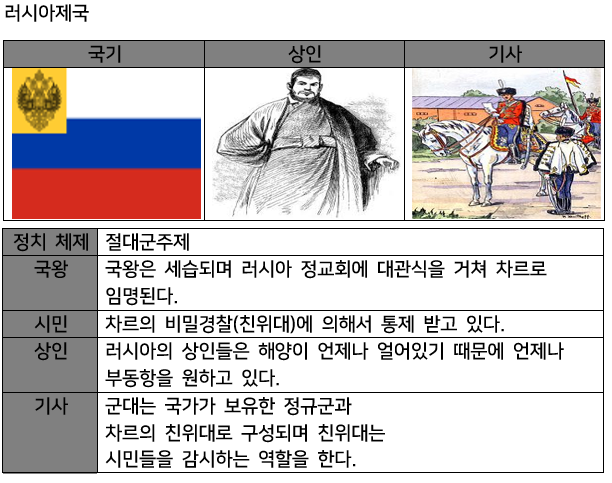 러시아제국
국기 상인 기사
정치 체제 절대군주제
국왕 국왕은 세습되며 러시아 정교회에 대관식을 거쳐 차르로
임명된다.
시민 차르의 비밀경찰(친위대)에 의해서 통제 받고 있다.
상인 러시아의 상인들은 해양이 언제나 얼어있기 때문에 언제나
부동항을 원하고 있다.
기사 군대는 국가가 보유한 정규군과
차르의 친위대로 구성되며 친위대는
시민들을 감시하는 역할을 한다.